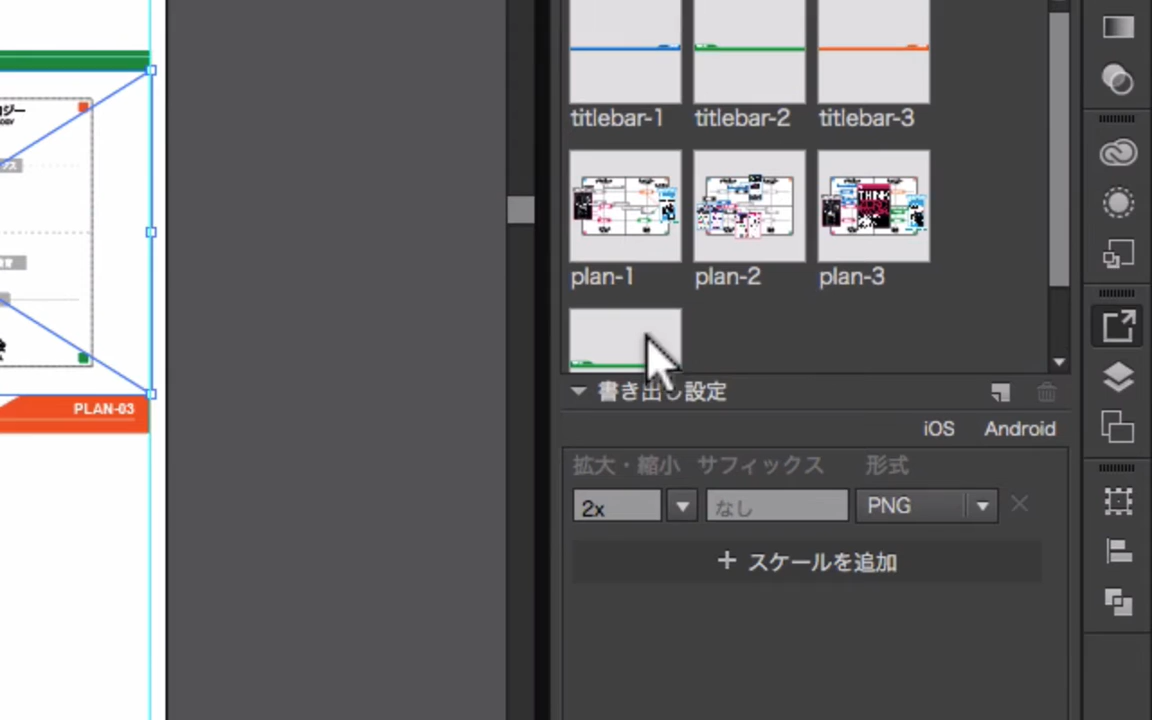 titlebar-1 titlebar-2 titlebar-3
plan-1 plan-2 plan-3
THINK
PLAN-03
書き出し設定
iOS Android
拡大・縮小 サフィックス 形式
2x なし PNG
+ スケールを追加